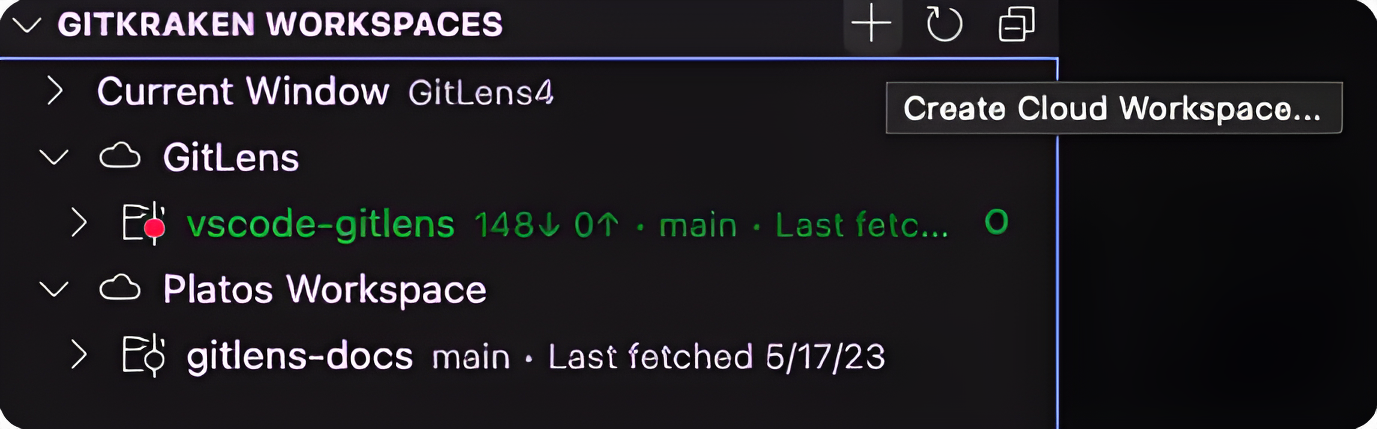 GITKRAKEN WORKSPACES
Current Window GitLens4
Create Cloud Workspace...
GitLens
vscode-gitlens 148↓ 0↑ · main · Last fetc... O
Platos Workspace
gitlens-docs main · Last fetched 5/17/23